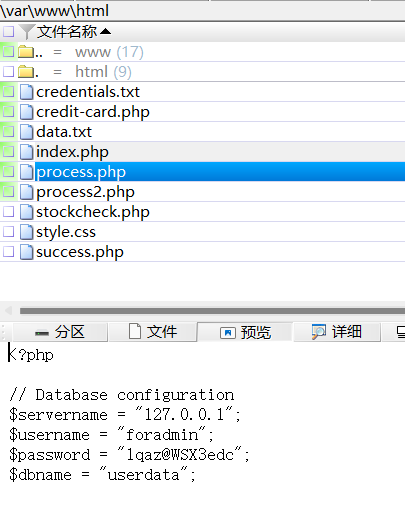 \var\www\html
文件名称
.. = www (17)
. = html (9)
credentials.txt
credit-card.php
data.txt
index.php
process.php
process2.php
stockcheck.php
style.css
success.php
分区 文件 预览 详细
<?php
// Database configuration
$servername = "127.0.0.1";
$username = "foradmin";
$password = "1qaz@WSX3edc";
$dbname = "userdata";